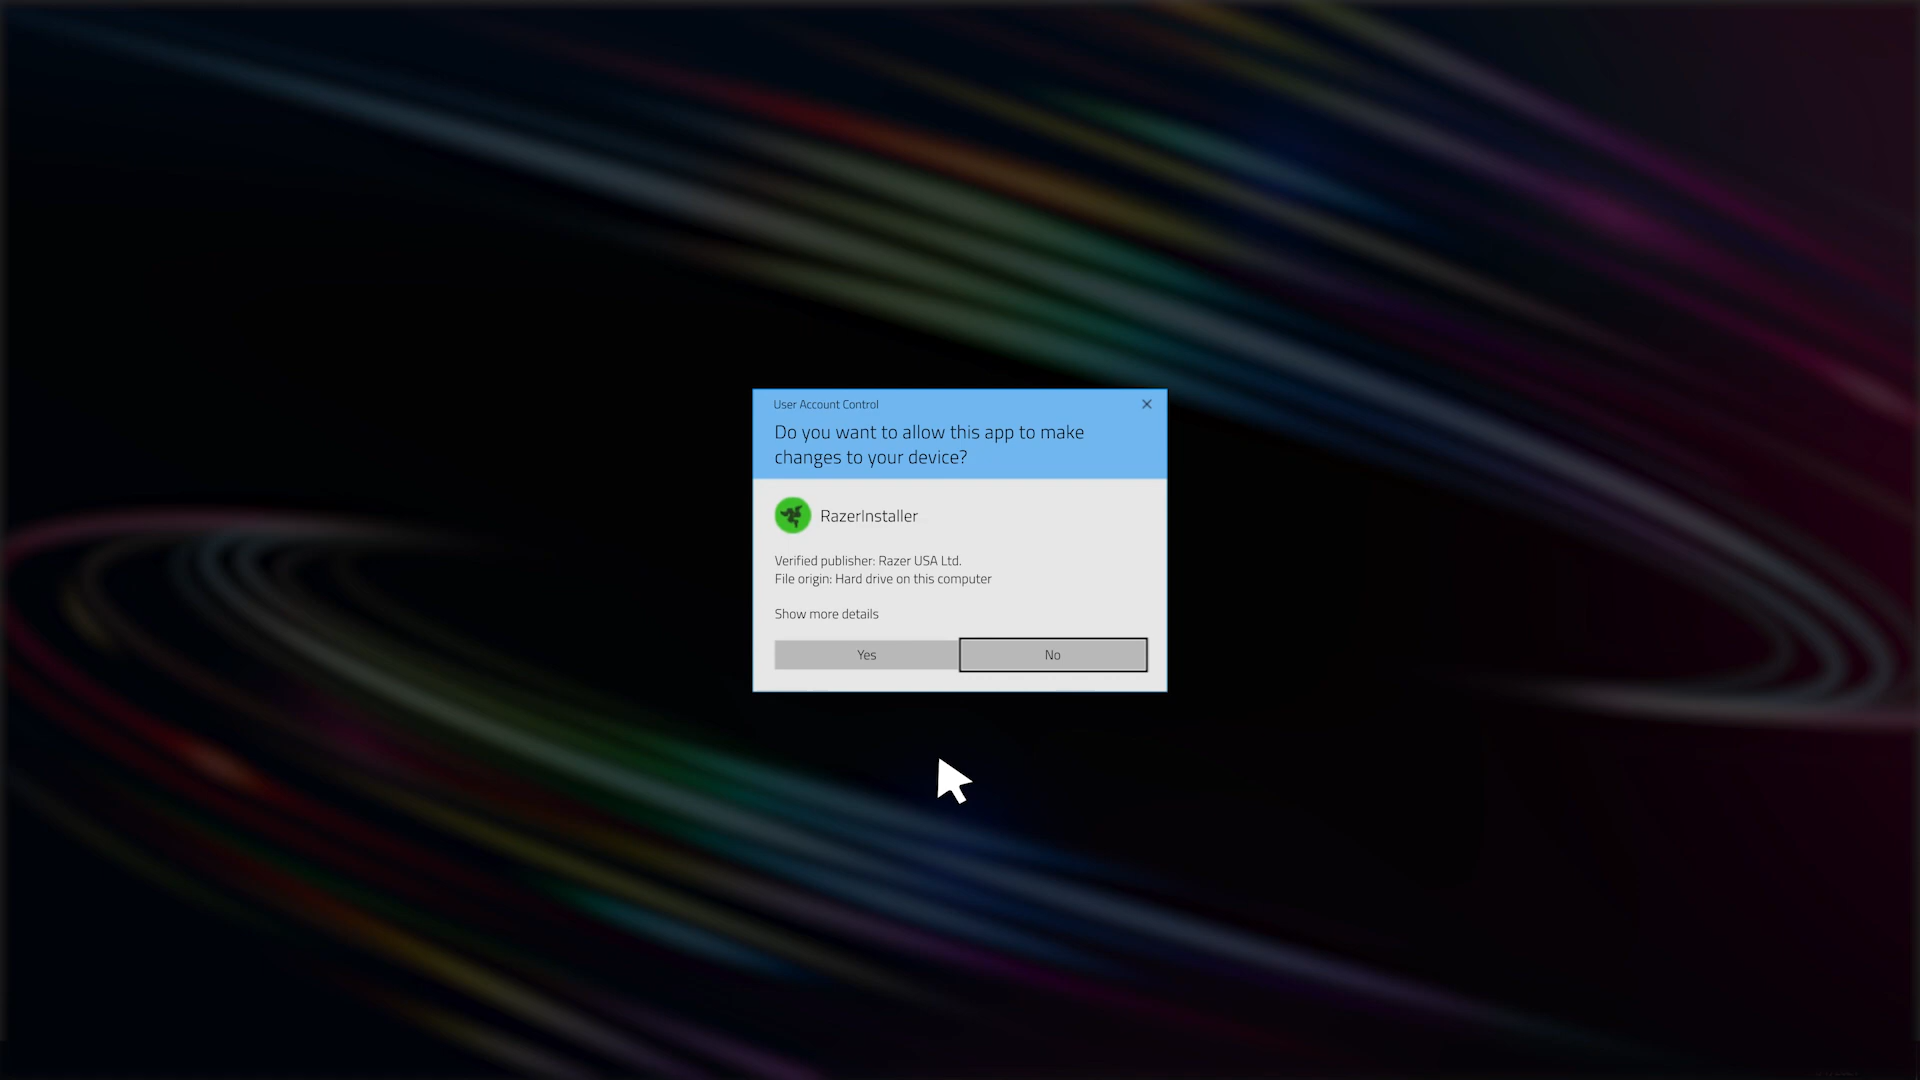 User Account Control
Do you want to allow this app to make
changes to your device?
RazerInstaller
Verified publisher: Razer USA Ltd.
File origin: Hard drive on this computer
Show more details
Yes
No